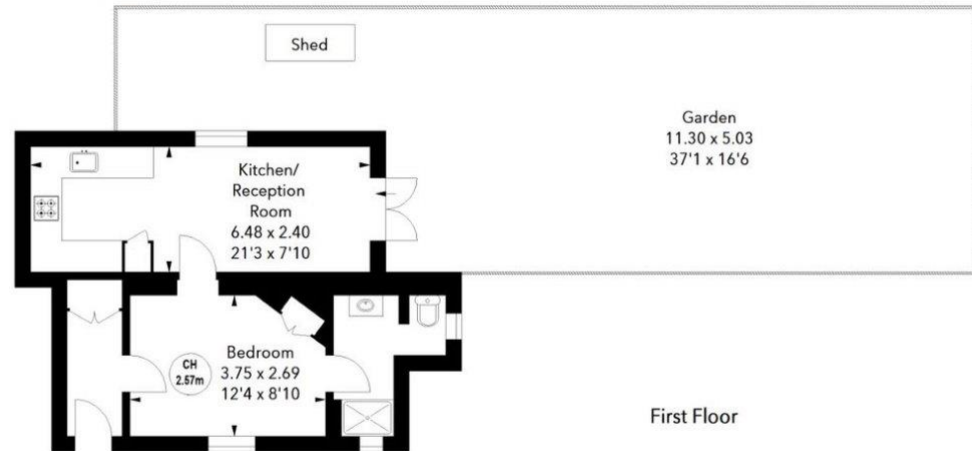 Shed
Garden
11.30 x 5.03
37'1 x 16'6
Kitchen/
Reception
Room
6.48 x 2.40
21'3 x 7'10
CH
2.57m
Bedroom
3.75 x 2.69
12'4 x 8'10
First Floor